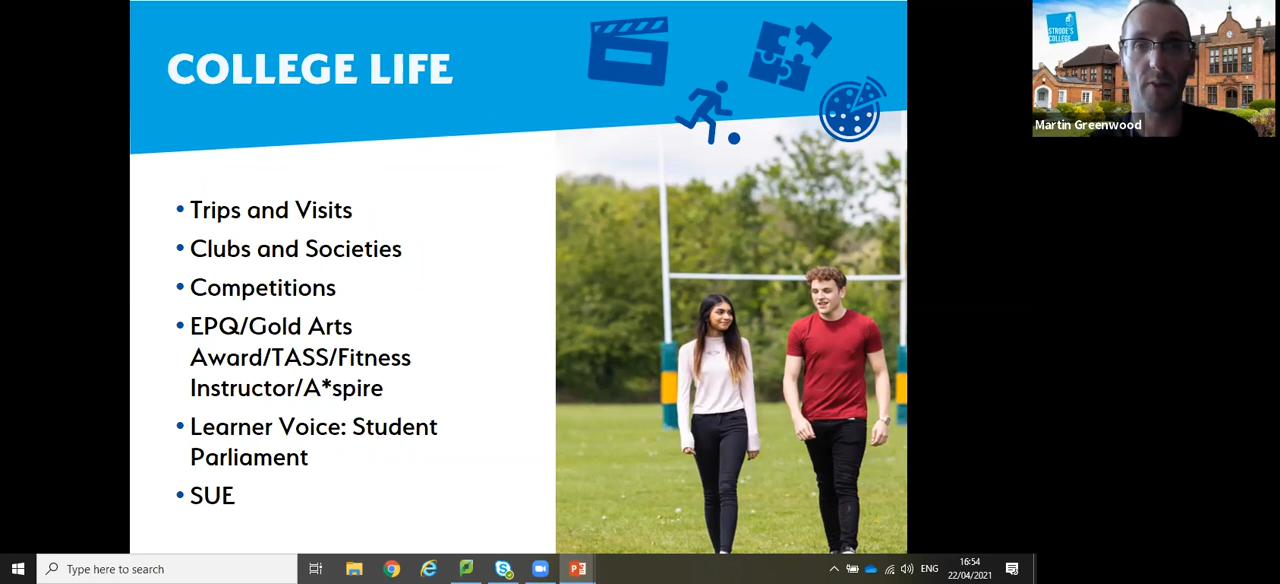 COLLEGE LIFE
• Trips and Visits
• Clubs and Societies
• Competitions
• EPQ/Gold Arts
Award/TASS/Fitness
Instructor/A*spire
• Learner Voice: Student
Parliament
• SUE
STRODE'S
COLLEGE
Martin Greenwood
Type here to search
ENG
16:54
22/04/2021